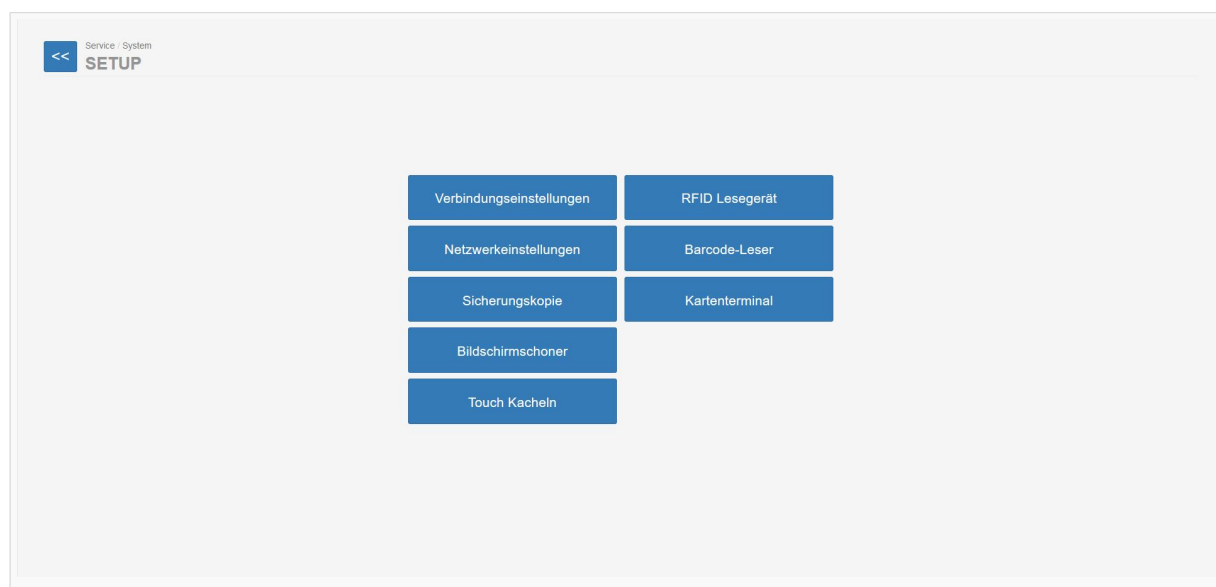 <<
Service / System
SETUP
Verbindungseinstellungen
RFID Lesegerät
Netzwerkeinstellungen
Barcode-Leser
Sicherungskopie
Kartenterminal
Bildschirmschoner
Touch Kacheln